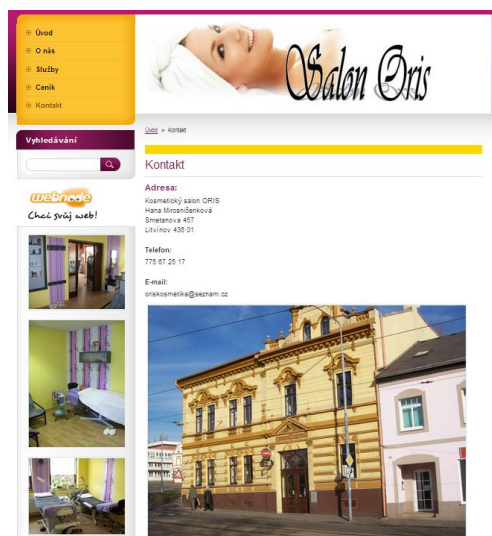 Úvod
O nás
Služby
Ceník
Kontakt
Salon Oris
Vyhledávání
Úvod > Kontakt
Kontakt
Adresa:
Kosmetický salon ORIS
Hana Mirosničenková
Smetanova 457
Litvínov 436 01
Telefon:
775 67 25 17
E-mail:
oriskosmetika@seznam.cz
webnode
Chci svůj web!